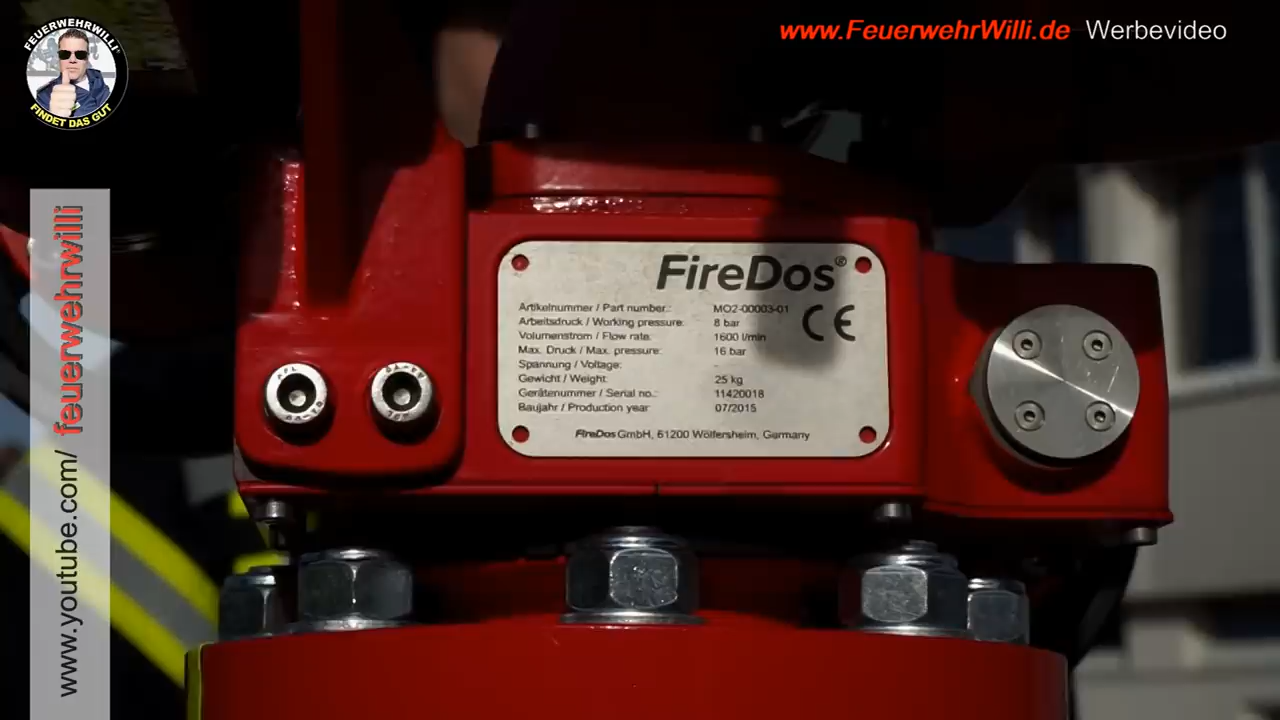 FEUERWEHRWILLI®
FINDET DAS GUT
www.FeuerwehrWilli.de Werbevideo
www.youtube.com/ feuerwehrwilli
FireDos®
Artikelnummer / Part number.: MO2-00003-01
Arbeitsdruck / Working pressure: 8 bar
Volumenstrom / Flow rate: 1600 l/min
Max. Druck / Max. pressure: 16 bar
Spannung / Voltage: -
Gewicht / Weight: 25 kg
Gerätenummer / Serial no.: 11420018
Baujahr / Production year 07/2015
CE
FireDos GmbH, 61200 Wölfersheim, Germany